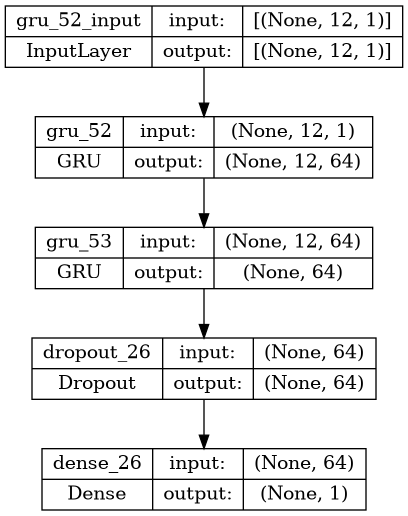 gru_52_input input: [(None, 12, 1)]
InputLayer output: [(None, 12, 1)]
gru_52 input: (None, 12, 1)
GRU output: (None, 12, 64)
gru_53 input: (None, 12, 64)
GRU output: (None, 64)
dropout_26 input: (None, 64)
Dropout output: (None, 64)
dense_26 input: (None, 64)
Dense output: (None, 1)